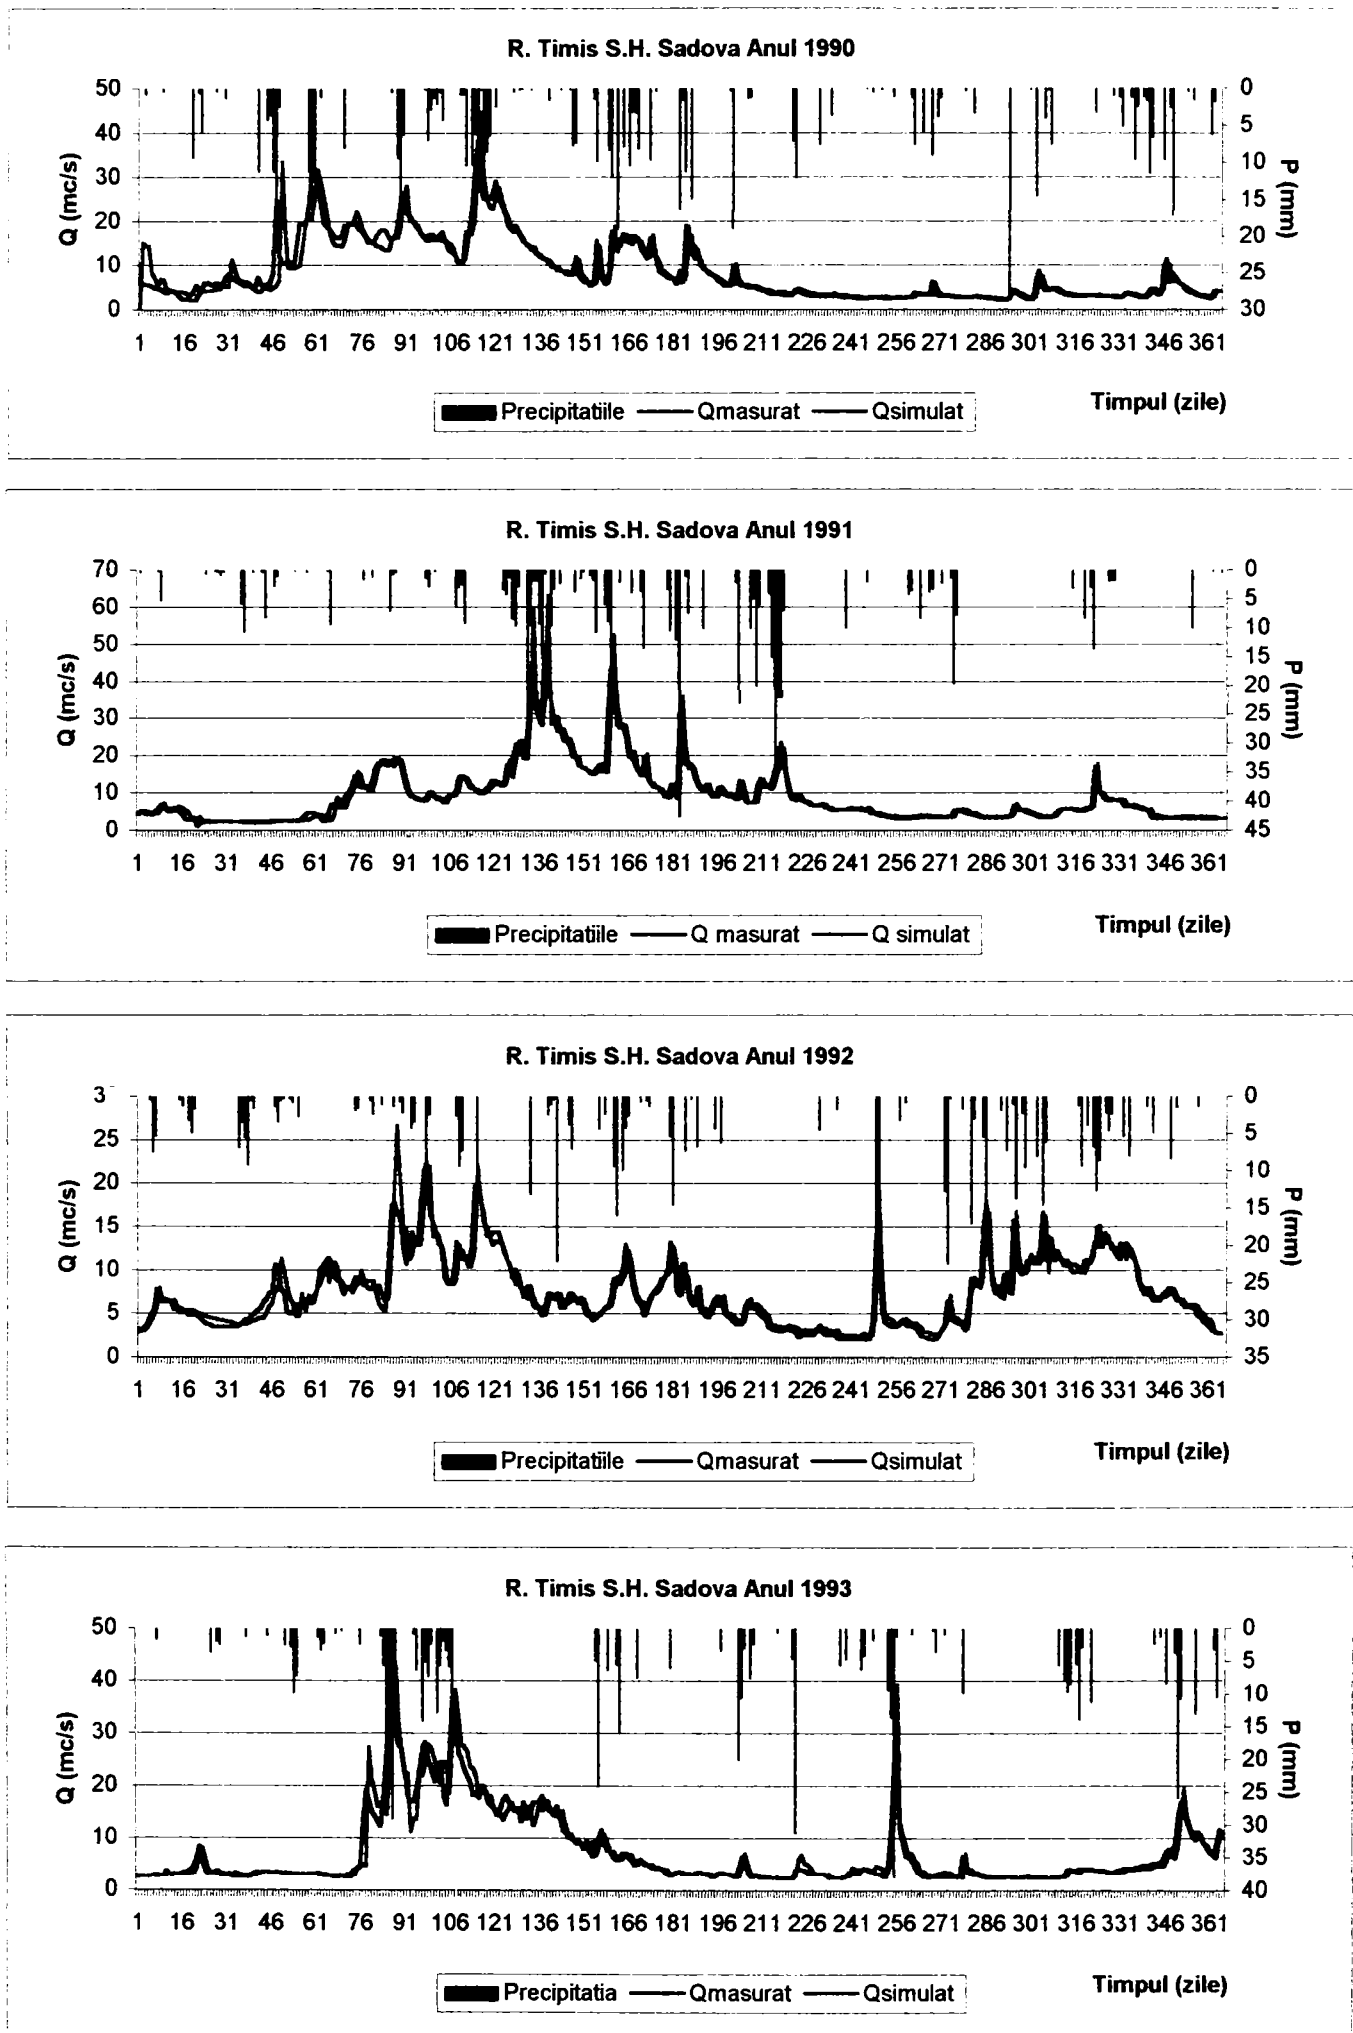 R. Timis S.H. Sadova Anul 1990
Q (mc/s)
50
40
30
20
10
0
P (mm)
0
5
10
15
20
25
30
1 16 31 46 61 76 91 106 121 136 151 166 181 196 211 226 241 256 271 286 301 316 331 346 361
Timpul (zile)
Precipitatiile Qmasurat Qsimulat
R. Timis S.H. Sadova Anul 1991
Q (mc/s)
70
60
50
40
30
20
10
0
P (mm)
0
5
10
15
20
25
30
35
40
45
1 16 31 46 61 76 91 106 121 136 151 166 181 196 211 226 241 256 271 286 301 316 331 346 361
Timpul (zile)
Precipitatiile Q masurat Q simulat
R. Timis S.H. Sadova Anul 1992
Q (mc/s)
3
25
20
15
10
5
0
P (mm)
0
5
10
15
20
25
30
35
1 16 31 46 61 76 91 106 121 136 151 166 181 196 211 226 241 256 271 286 301 316 331 346 361
Timpul (zile)
Precipitatiile Qmasurat Qsimulat
R. Timis S.H. Sadova Anul 1993
Q (mc/s)
50
40
30
20
10
0
P (mm)
0
5
10
15
20
25
30
35
40
1 16 31 46 61 76 91 106 121 136 151 166 181 196 211 226 241 256 271 286 301 316 331 346 361
Timpul (zile)
Precipitatia Qmasurat Qsimulat